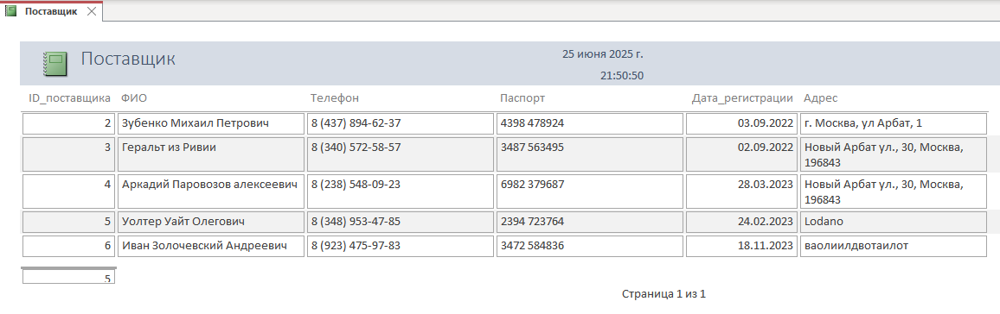 Поставщик
Поставщик
25 июня 2025 г.
21:50:50
ID_поставщика ФИО Телефон Паспорт Дата_регистрации Адрес
2 Зубенко Михаил Петрович 8 (437) 894-62-37 4398 478924 03.09.2022 г. Москва, ул Арбат, 1
3 Геральт из Ривии 8 (340) 572-58-57 3487 563495 02.09.2022 Новый Арбат ул., 30, Москва,
196843
4 Аркадий Паровозов алексеевич 8 (238) 548-09-23 6982 379687 28.03.2023 Новый Арбат ул., 30, Москва,
196843
5 Уолтер Уайт Олегович 8 (348) 953-47-85 2394 723764 24.02.2023 Lodano
6 Иван Золочевский Андреевич 8 (923) 475-97-83 3472 584836 18.11.2023 ваолиилдвотаилот
5
Страница 1 из 1